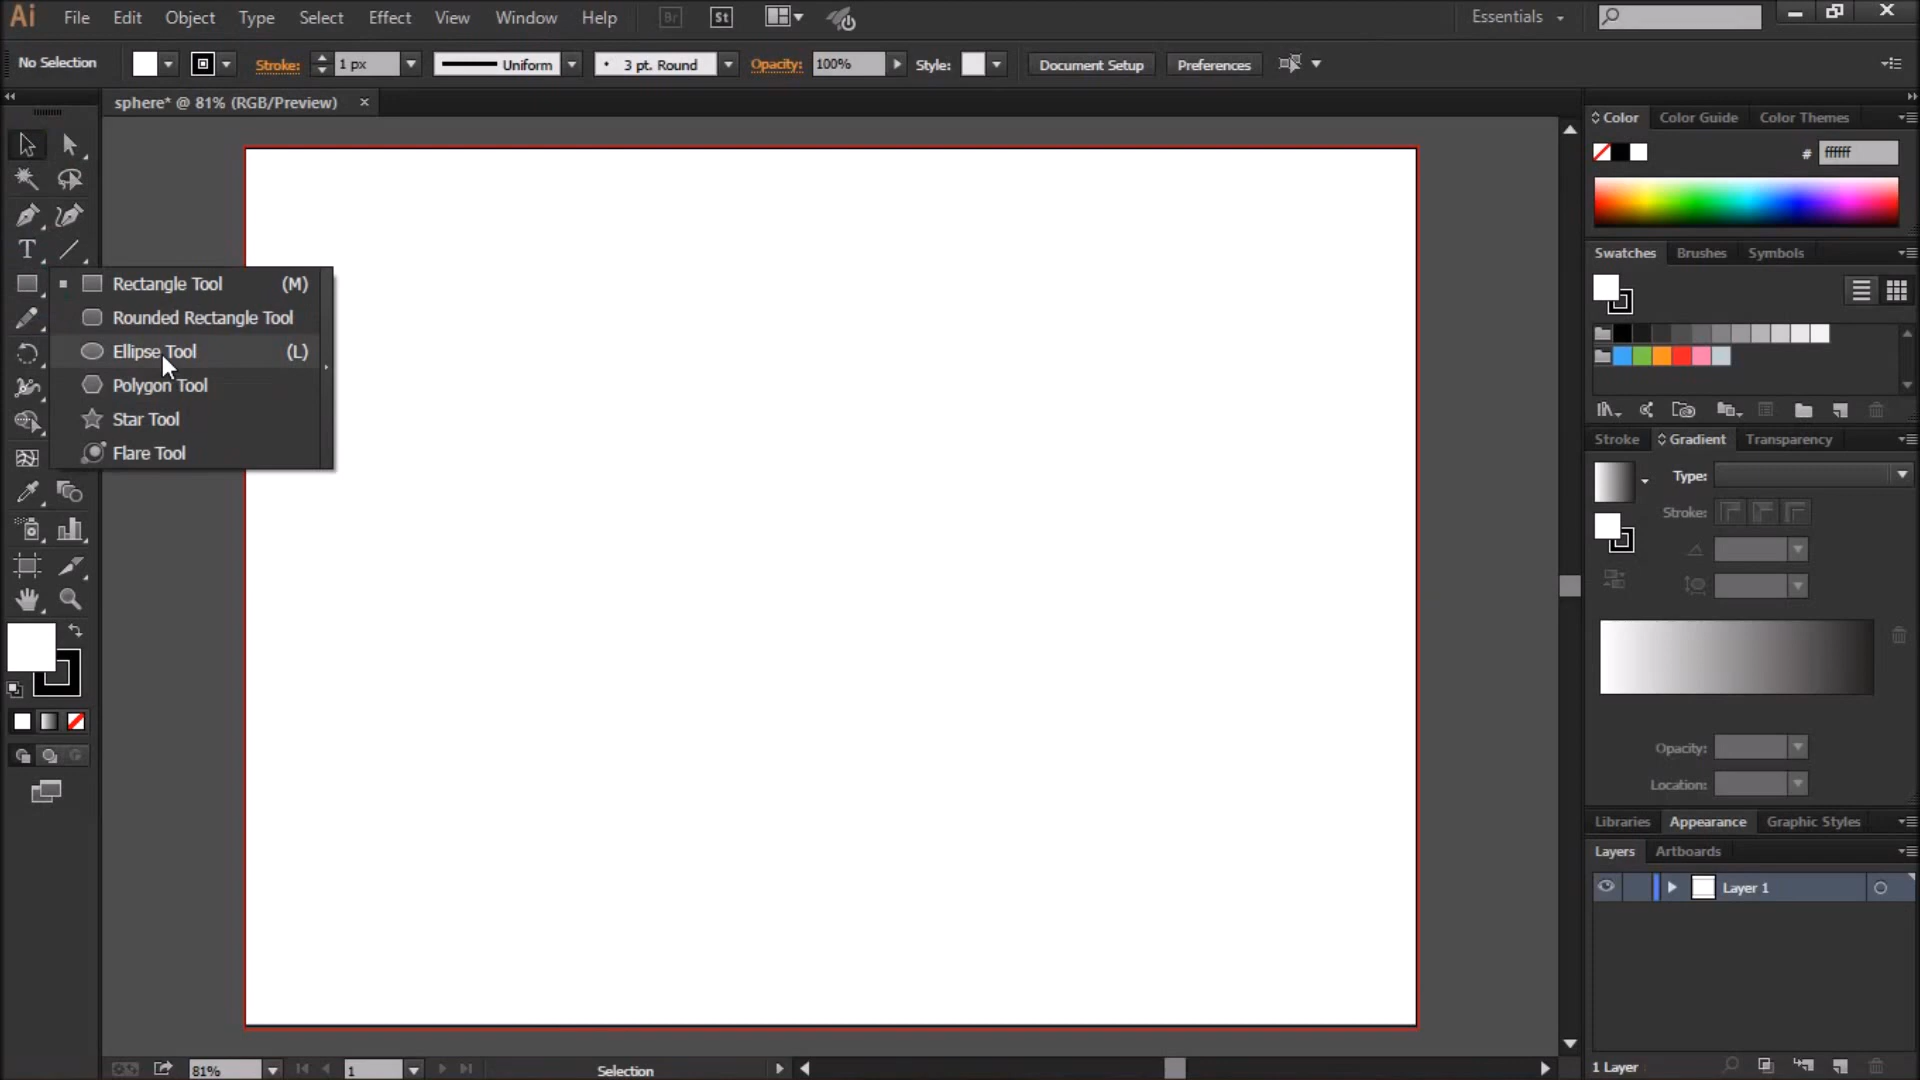 Ai File Edit Object Type Select Effect View Window Help Br St Essentials
No Selection Stroke: 1 px Uniform 3 pt. Round Opacity: 100% Style: Document Setup Preferences
sphere* @ 81% (RGB/Preview) ×
T
Rectangle Tool (M)
Rounded Rectangle Tool
Ellipse Tool (L)
Polygon Tool
Star Tool
Flare Tool
Color Color Guide Color Themes
# ffffff
Swatches Brushes Symbols
Stroke Gradient Transparency
Type:
Stroke:
Opacity:
Location:
Libraries Appearance Graphic Styles
Layers Artboards
Layer 1
1 Layer
81% 1 Selection